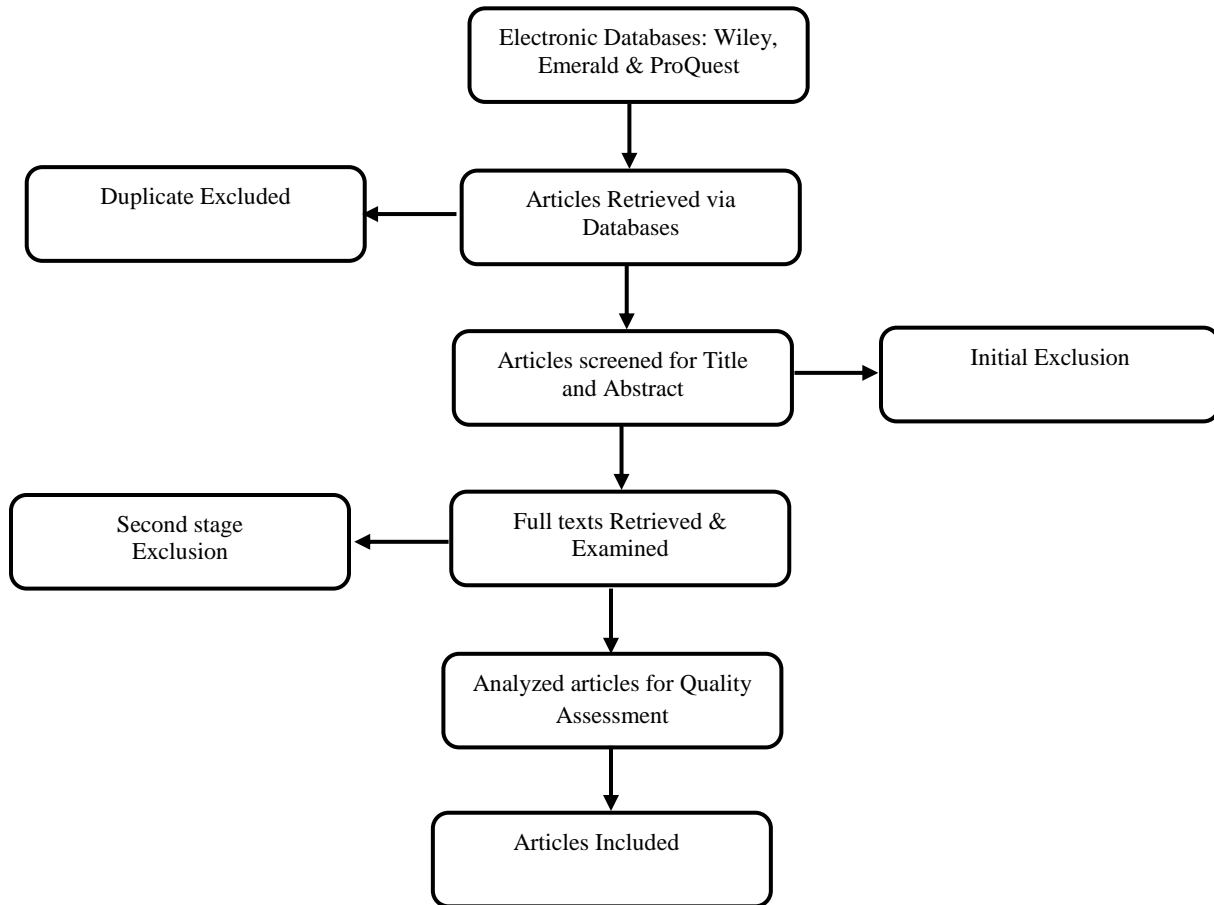 Electronic Databases: Wiley,
Emerald & ProQuest
Duplicate Excluded
Articles Retrieved via
Databases
Articles screened for Title
and Abstract
Initial Exclusion
Second stage
Exclusion
Full texts Retrieved &
Examined
Analyzed articles for Quality
Assessment
Articles Included